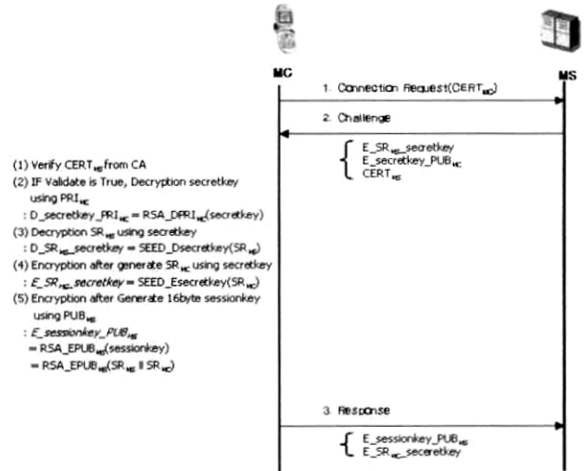 MC
MS
1. Connection Request(CERT_MC)
2. Challenge
E_SR_MS_secretkey
E_secretkey_PUB_MC
CERT_MS
(1) Verify CERT_MS from CA
(2) IF Validate is True, Decryption secretkey
using PRI_MC
: D_secretkey_PRI_MC = RSA_DPRI_MC(secretkey)
(3) Decryption SR_MS using secretkey
: D_SR_MS_secretkey = SEED_Dsecretkey(SR_MS)
(4) Encryption after generate SR_MC using secretkey
: E_SR_MC_secretkey = SEED_Esecretkey(SR_MC)
(5) Encryption after Generate 16byte sessionkey
using PUB_MS
: E_sessionkey_PUB_MS
= RSA_EPUB_MS(sessionkey)
= RSA_EPUB_MS(SR_MS || SR_MC)
3. Response
E_sessionkey_PUB_MS
E_SR_MC_seceretkey